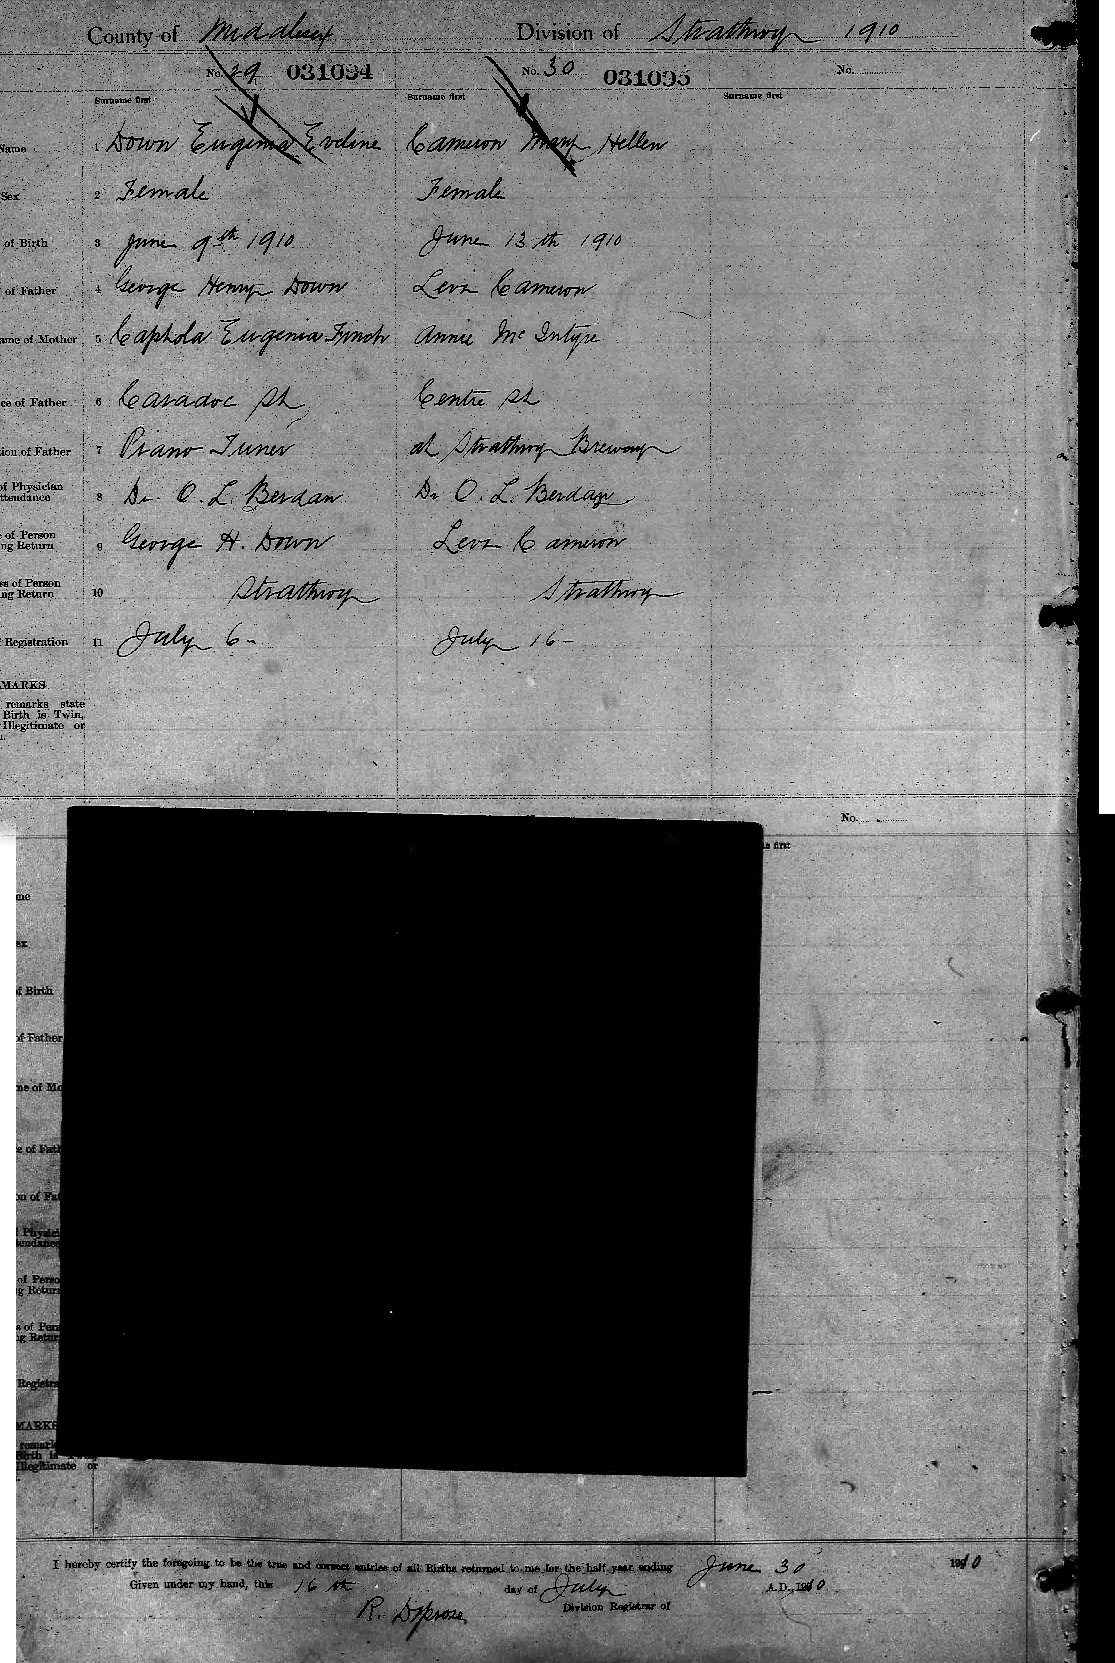 County of Middlesex Division of Strathroy 1910
No. 29 031094 No. 30 031095 No.
Surname first Surname first Surname first
Name 1 Down Eugenia Eveline Cameron Mary Hellen
Sex 2 Female Female
of Birth 3 June 9th 1910 June 13th 1910
of Father 4 George Henry Down Levi Cameron
ame of Mother 5 Eugenia Finch Annie McIntyre
ce of Father 6 Caradoc St Centre St
tion of Father 7 Piano Tuner at Strathroy Brewery
of Physician
ttendance 8 Dr. O. L. Berdan Dr O. L. Berdan
e of Person
ng Return 9 George H. Down Levi Cameron
ss of Person
ng Return 10 Strathroy Strathroy
f Registration 11 July 6- July 16-
MARKS
remarks state
Birth is Twin,
Illegitimate or
No.
e first
me
ex
of Birth
of Father
me of Mo
e of Fath
on of Fat
f Physici
tendance
of Perso
g Return
s of Pers
ng Return
Registra
MARKS
remark
Birth is
Illegitimate or
I hereby certify the foregoing to be the true and correct entries of all Births returned to me for the half year ending June 30 1910
Given under my hand, this 16th day of July A.D., 1910
R. Division Registrar of